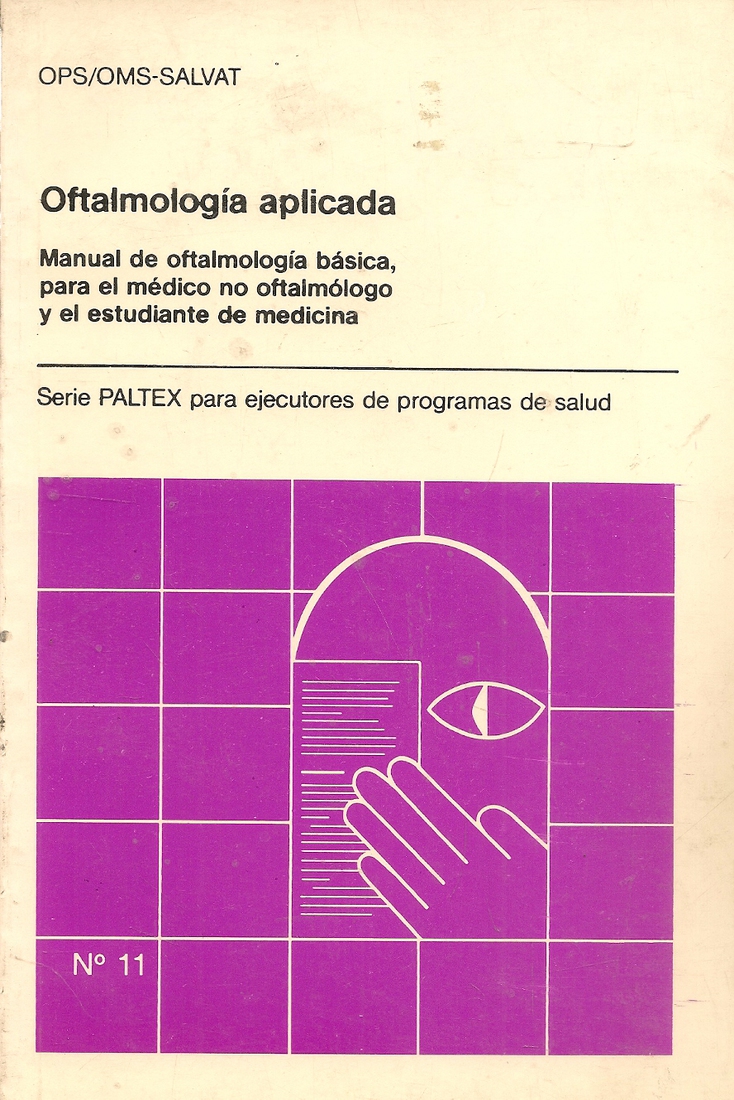 OPS/OMS-SALVAT
Oftalmología aplicada
Manual de oftalmología básica,
para el médico no oftalmólogo
y el estudiante de medicina
Serie PALTEX para ejecutores de programas de salud
Nº 11